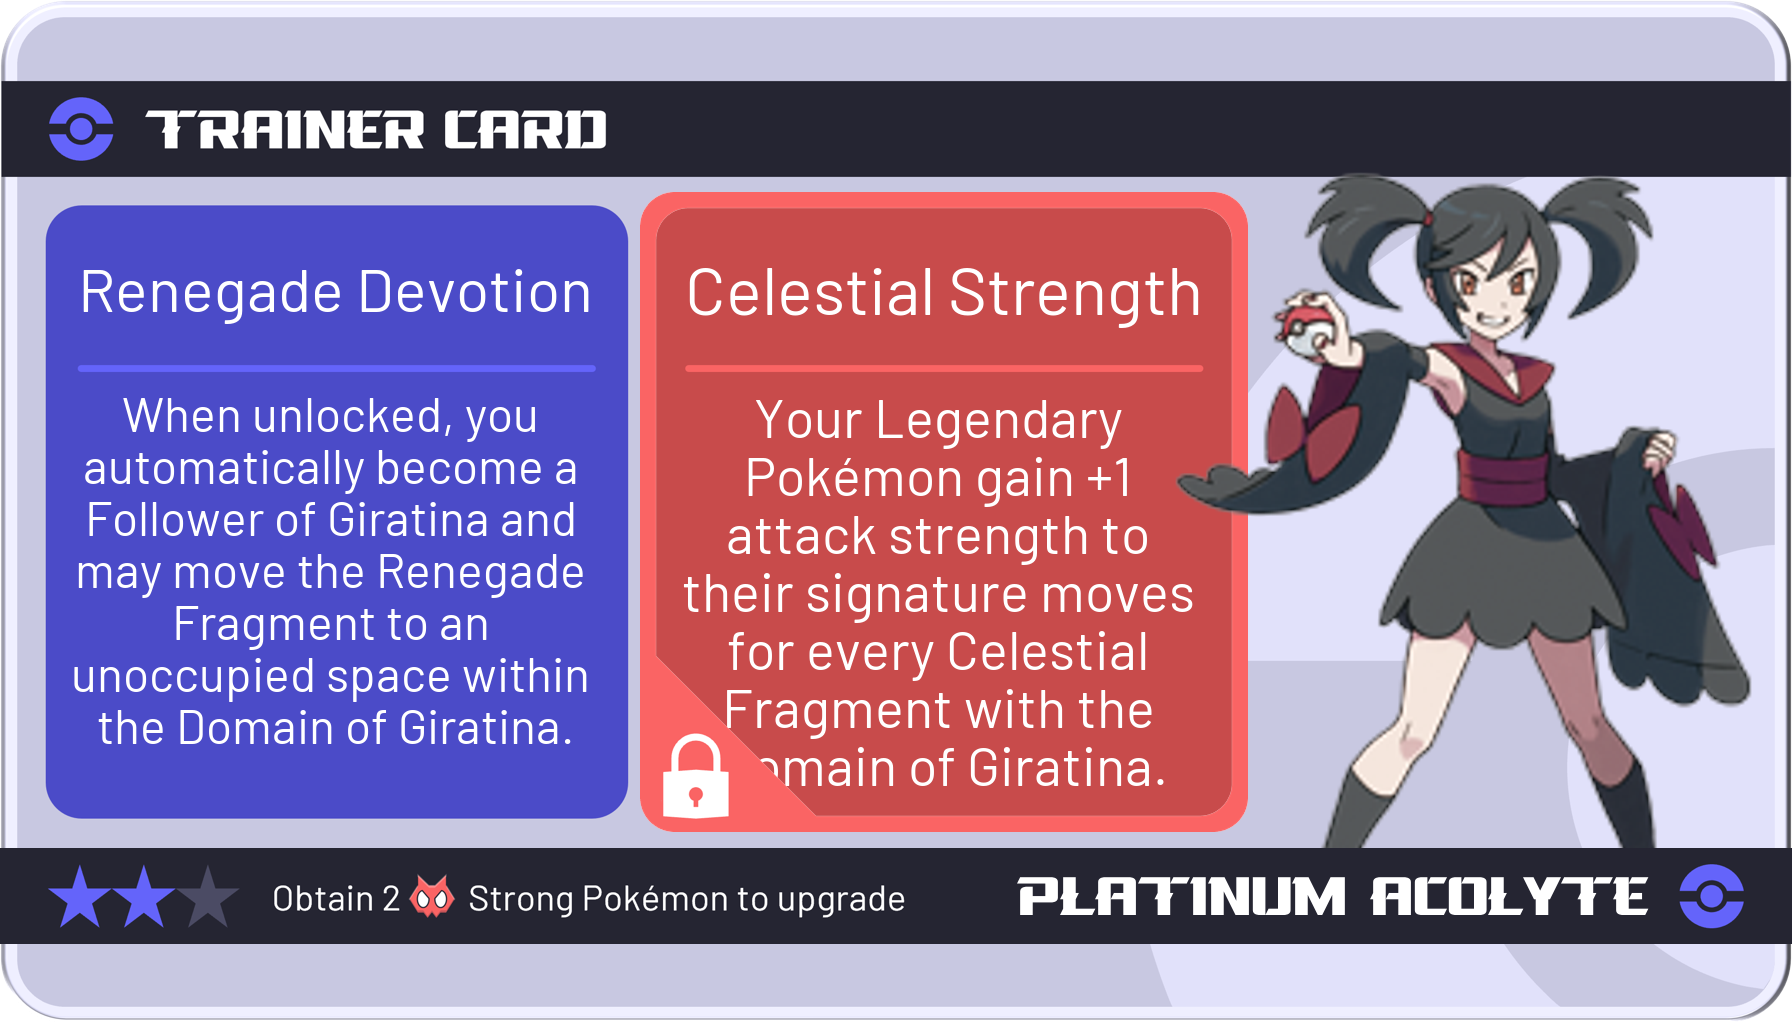 TRAINER CARD
Renegade Devotion
When unlocked, you
automatically become a
Follower of Giratina and
may move the Renegade
Fragment to an
unoccupied space within
the Domain of Giratina.
Celestial Strength
Your Legendary
Pokémon gain +1
attack strength to
their signature moves
for every Celestial
Fragment with the
omain of Giratina.
Obtain 2 Strong Pokémon to upgrade
PLATINUM ACOLYTE